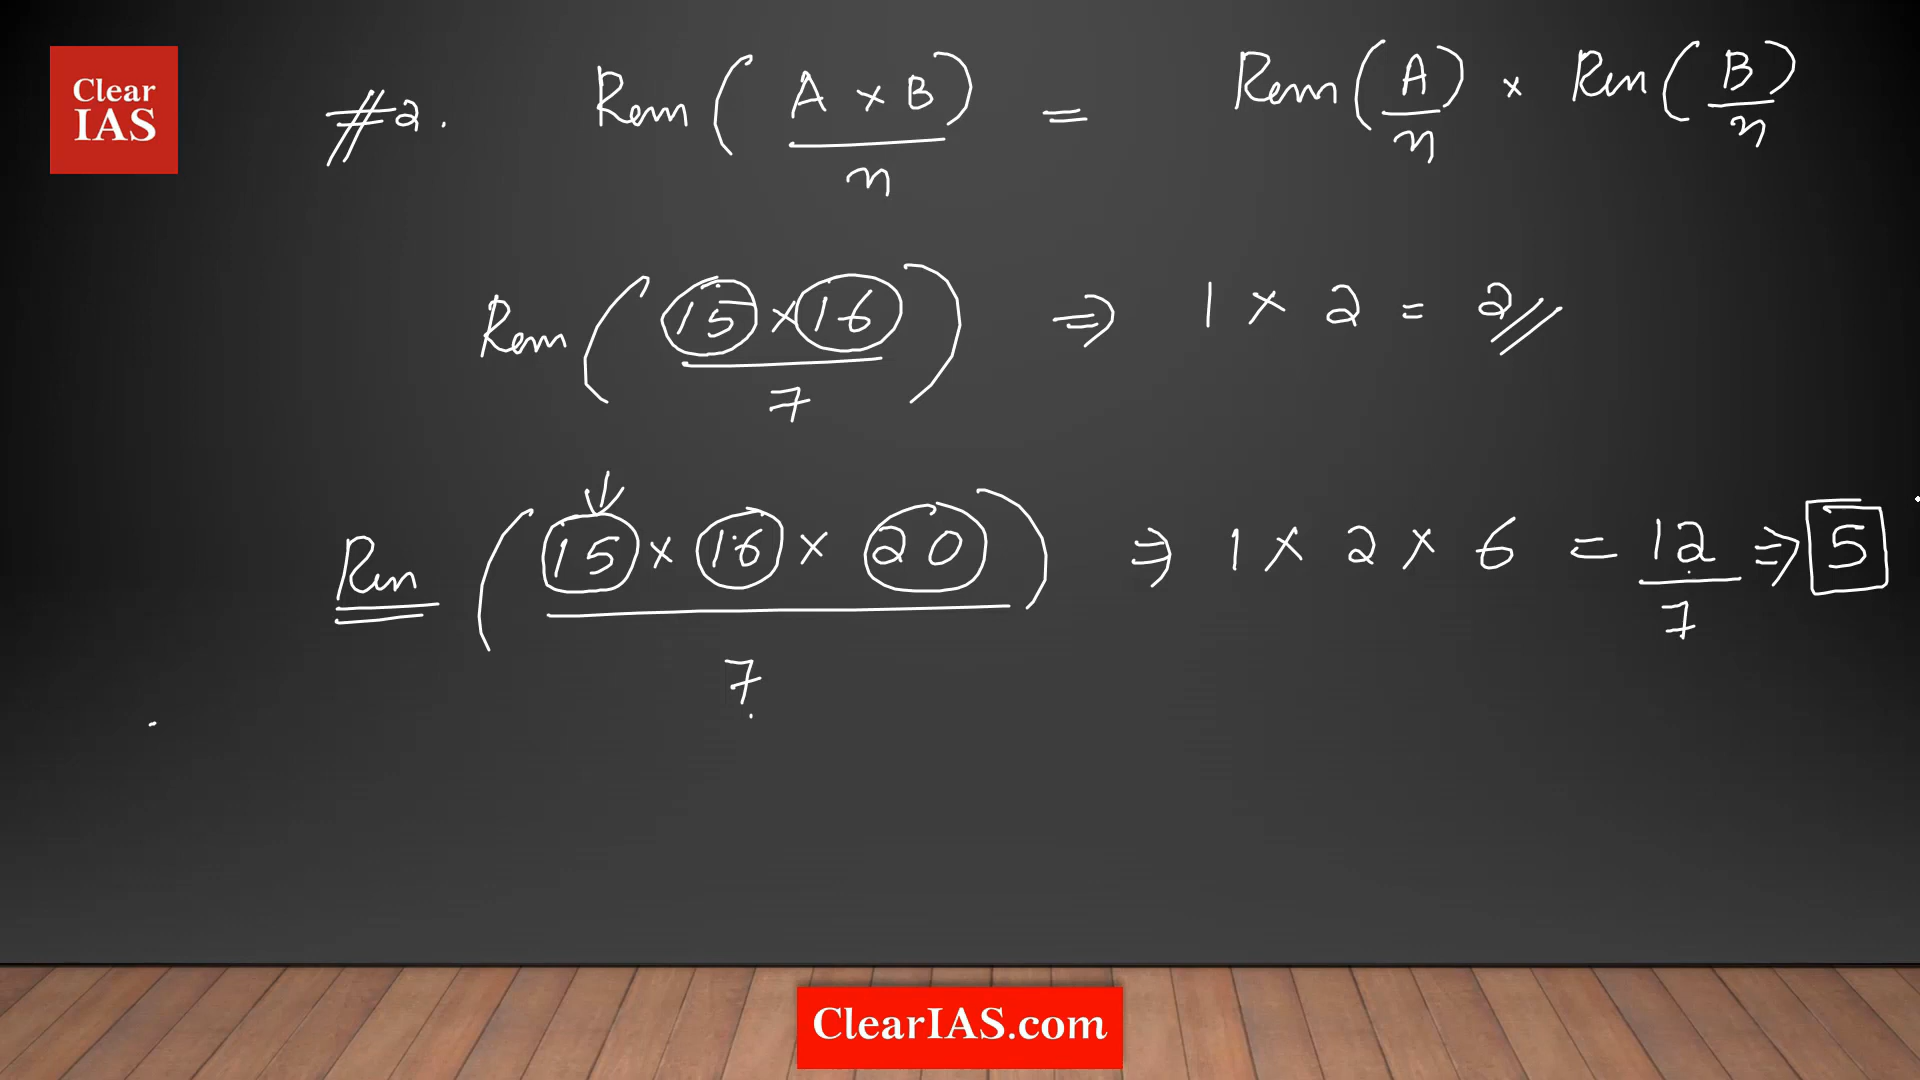 Clear
IAS
#2. Rem (A × B / n) = Rem (A / n) × Rem (B / n)
Rem (15 × 16 / 7) ⇒ 1 × 2 = 2//
Rem (15 × 16 × 20 / 7) ⇒ 1 × 2 × 6 = 12 / 7 ⇒ 5
ClearIAS.com